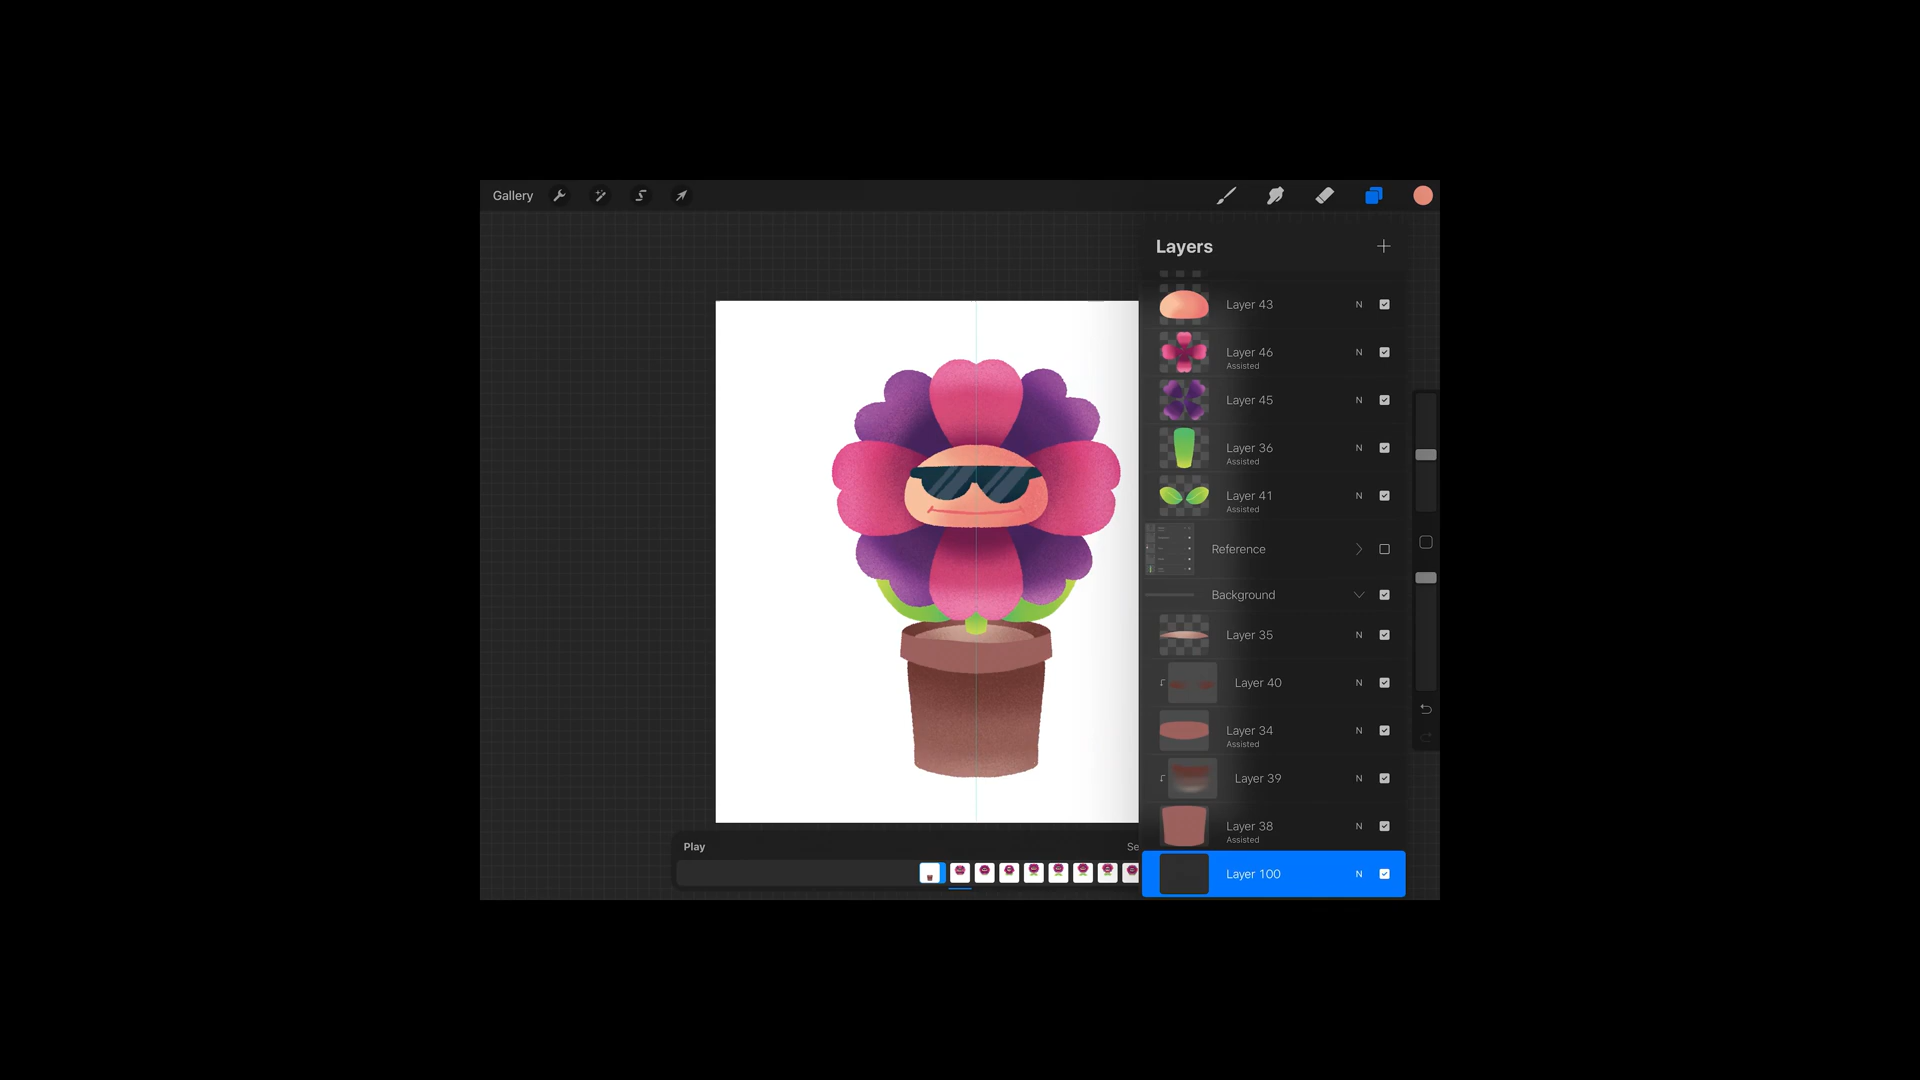 Gallery
Layers
Layer 43
N
Layer 46
Assisted
N
Layer 45
N
Layer 36
Assisted
N
Layer 41
Assisted
N
Reference
Background
Layer 35
N
Layer 40
N
Layer 34
Assisted
N
Layer 39
N
Layer 38
Assisted
N
Layer 100
N
Play
Se